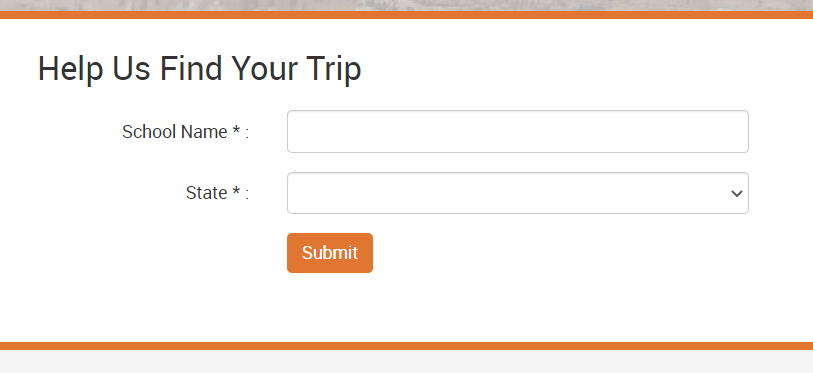 Help Us Find Your Trip
School Name * :
State * :
Submit